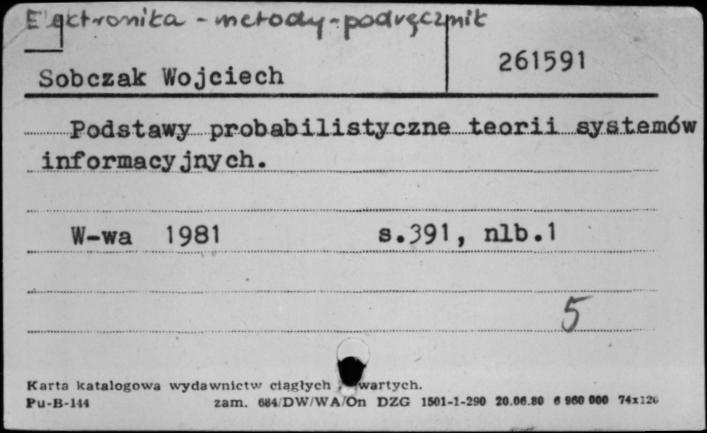 Elektronika - metody - podręcznik
261591
Sobczak Wojciech
Podstawy probabilistyczne teorii systemów
informacyjnych.
W-wa 1981 s.391, nlb.1
5
Karta katalogowa wydawnictw ciągłych wartych.
Pu-B-144 zam. 684/DW/WA/On DZG 1501-1-290 20.06.80 6 960 000 74x126